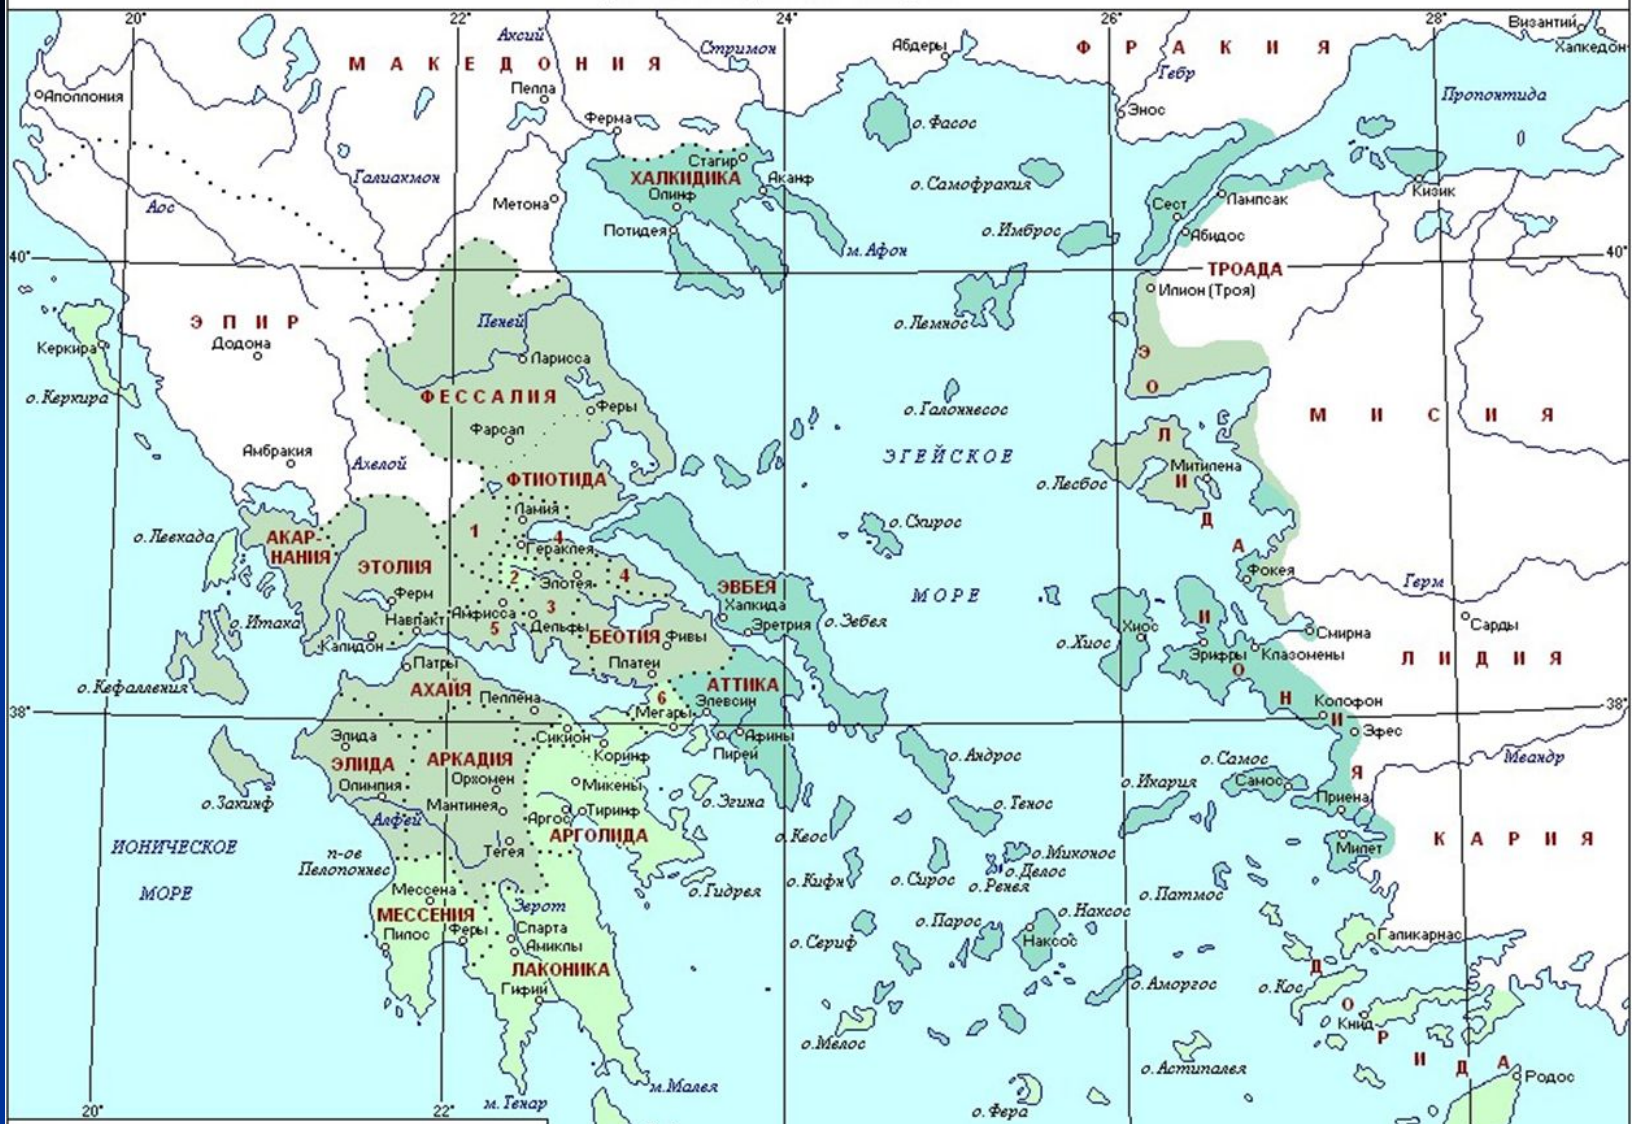 20°
22°
24°
26°
28°
Аксий
Стримон
Абдеры
Ф Р А К И Я
Византий
Халкедон
М А К Е Д О Н И Я
Гебр
Аполлония
Пелла
Пропонтида
Энос
Ферма
о.Фасос
Стагир
ХАЛКИДИКА
Аканф
Галиакмон
о.Самофракия
Олинф
Кизик
Метона
Лампсак
Аос
Сест
Потидея
о.Имброс
Абидос
м.Афон
40°
40°
ТРОАДА
Илион (Троя)
Э П И Р
Пеней
о.Лемнос
Додона
Керкира
Ларисса
Э О Л И Д А
о.Керкира
ФЕССАЛИЯ
Феры
о.Галоннесос
М И С И Я
Фарсал
Амбракия
Ахелой
ЭГЕЙСКОЕ
Митилена
ФТИОТИДА
о.Лесбос
Ламия
о.Левкада
АКАР-
НАНИЯ
1
4
о.Скирос
Гераклея
ЭТОЛИЯ
2
Элотея
4
Фокея
ЭВБЕЯ
Герм
МОРЕ
Ферм
Амфисса
3
Халкида
о.Итака
Навпакт
5
Дельфы
Эретрия
о.Эвбея
Хиос
И О Н И Я
Смирна
Сарды
Калидон
БЕОТИЯ
Фивы
о.Хиос
Эрифры
Клазомены
Патры
Платеи
Л И Д И Я
о.Кефалления
АХАЙЯ
Пеллена
6
АТТИКА
Элевсин
Колофон
38°
38°
Мегары
Элида
Сикион
Афины
Эфес
Пирей
Коринф
о.Андрос
ЭЛИДА
АРКАДИЯ
о.Самос
Меандр
Олимпия
Орхомен
Микены
о.Икария
Самос
о.Закинф
Мантинея
о.Эгина
о.Тенос
Приена
Алфей
Аргос
Тиринф
о.Кеос
АРГОЛИДА
К А Р И Я
ИОНИЧЕСКОЕ
Тегея
Милет
п-ов
Пелопоннес
о.Миконос
о.Делос
Мессена
о.Гидрея
о.Кифн
о.Сирос
о.Ренея
о.Патмос
МОРЕ
Эврот
МЕССЕНИЯ
о.Парос
о.Наксос
Пилос
Феры
Спарта
о.Сериф
Наксос
Галикарнас
Амиклы
ЛАКОНИКА
Гифий
о.Аморгос
о.Кос
Д О Р И Д А
Книд
о.Мелос
о.Астипалея
м.Малея
Родос
20°
22°
м.Тенар
о.Фера